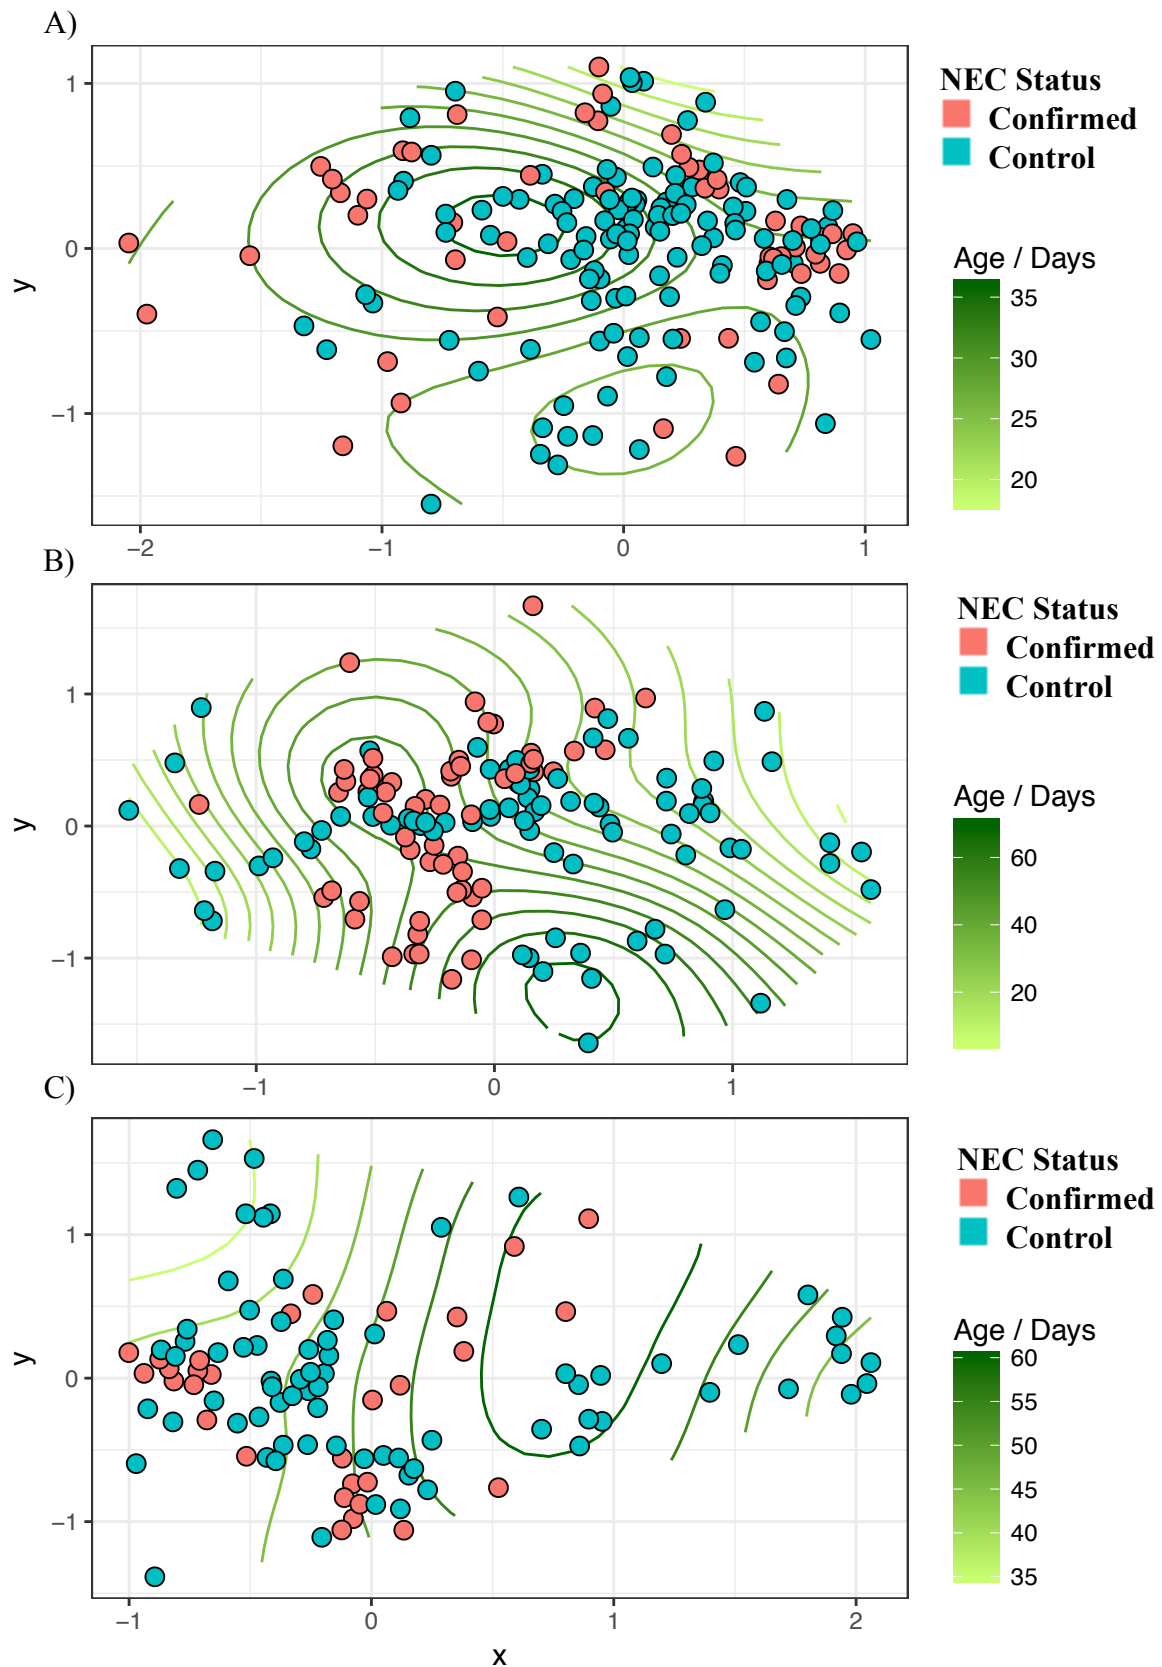 A)
NEC Status
Confirmed
Control
Age / Days
35
30
25
20
1
0
−1
y
−2
−1
0
1
B)
NEC Status
Confirmed
Control
Age / Days
60
40
20
1
0
−1
y
−1
0
1
C)
NEC Status
Confirmed
Control
Age / Days
60
55
50
45
40
35
1
0
−1
y
−1
0
1
2
x